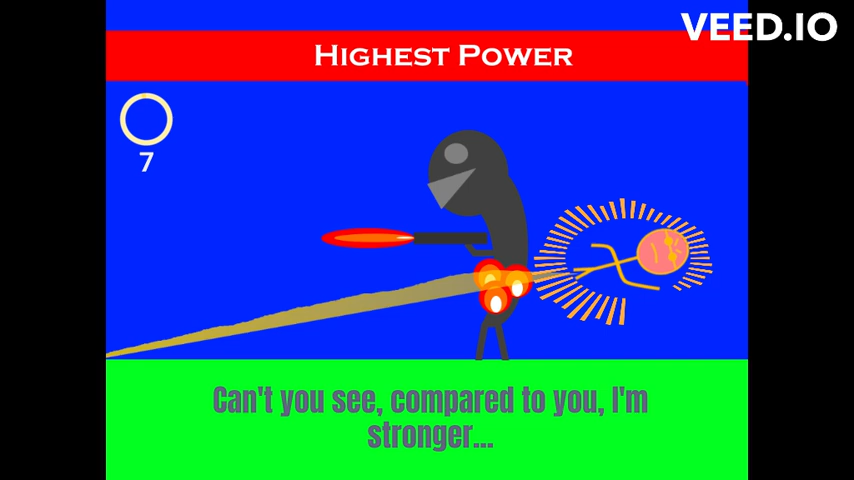 VEED.IO
HIGHEST POWER
7
Can't you see, compared to you, I'm
stronger...